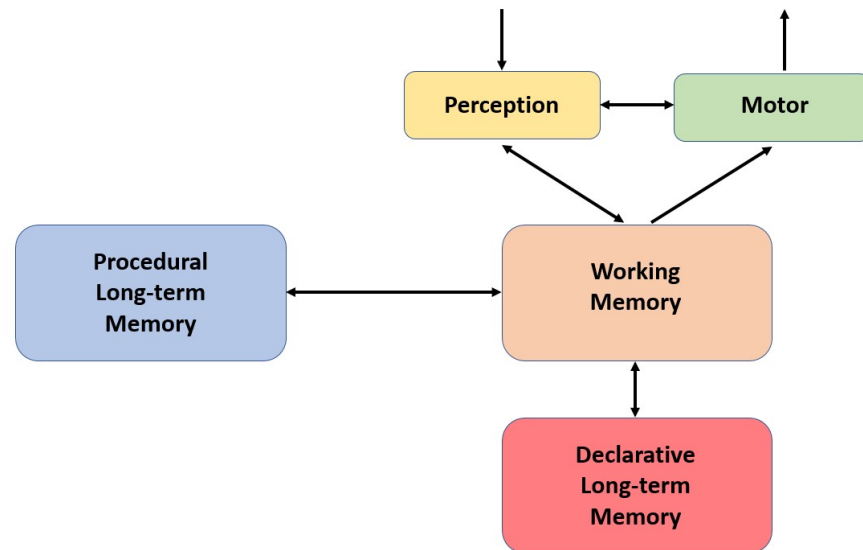 Perception
Motor
Procedural
Long-term
Memory
Working
Memory
Declarative
Long-term
Memory